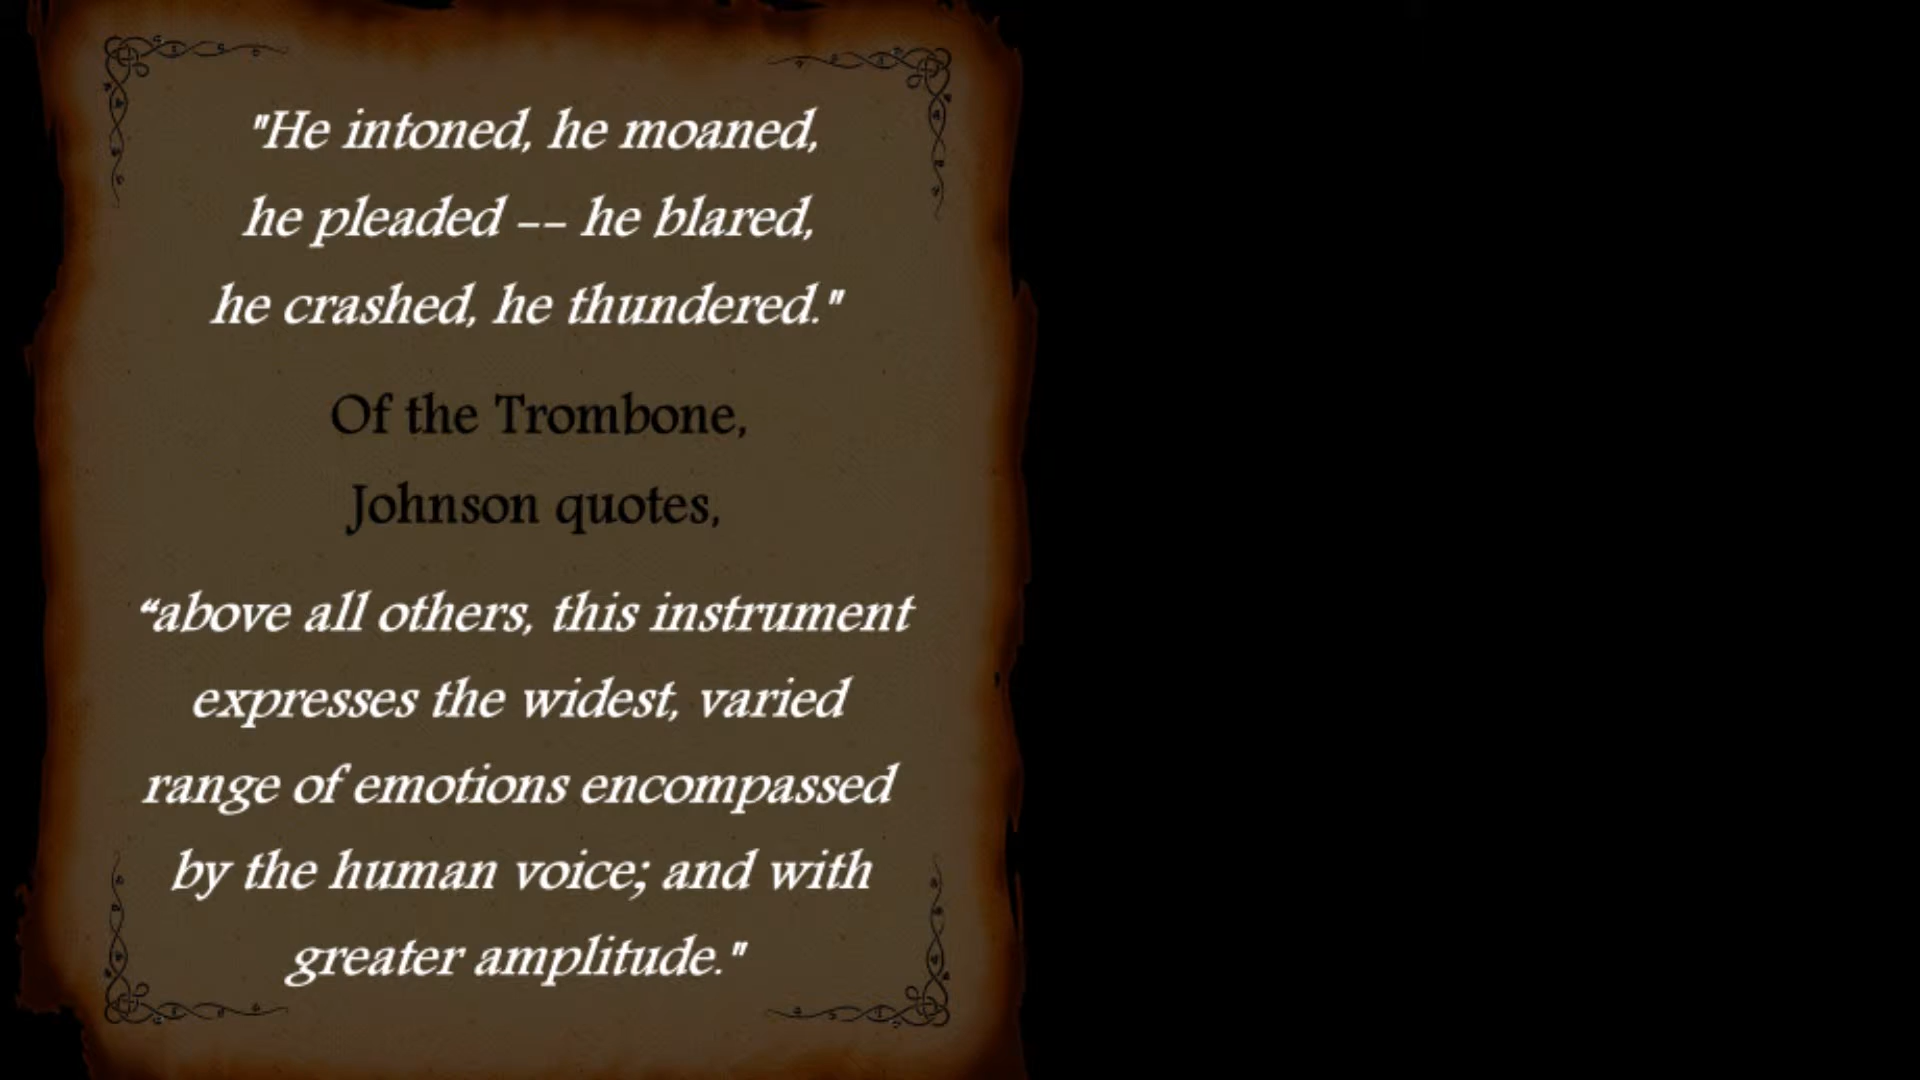 "He intoned, he moaned,
he pleaded -- he blared,
he crashed, he thundered."
Of the Trombone,
Johnson quotes,
“above all others, this instrument
expresses the widest, varied
range of emotions encompassed
by the human voice; and with
greater amplitude."